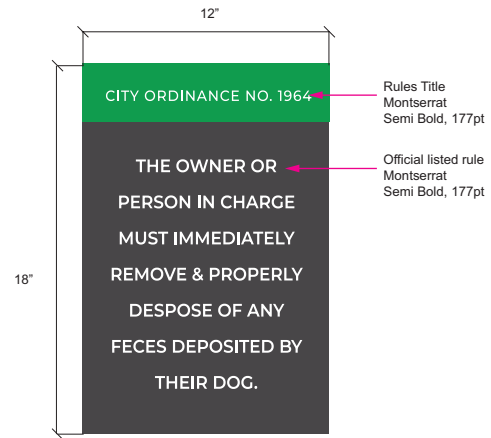 12"
CITY ORDINANCE NO. 1964
Rules Title
Montserrat
Semi Bold, 177pt
THE OWNER OR
PERSON IN CHARGE
MUST IMMEDIATELY
REMOVE & PROPERLY
DESPOSE OF ANY
FECES DEPOSITED BY
THEIR DOG.
Official listed rule
Montserrat
Semi Bold, 177pt
18"